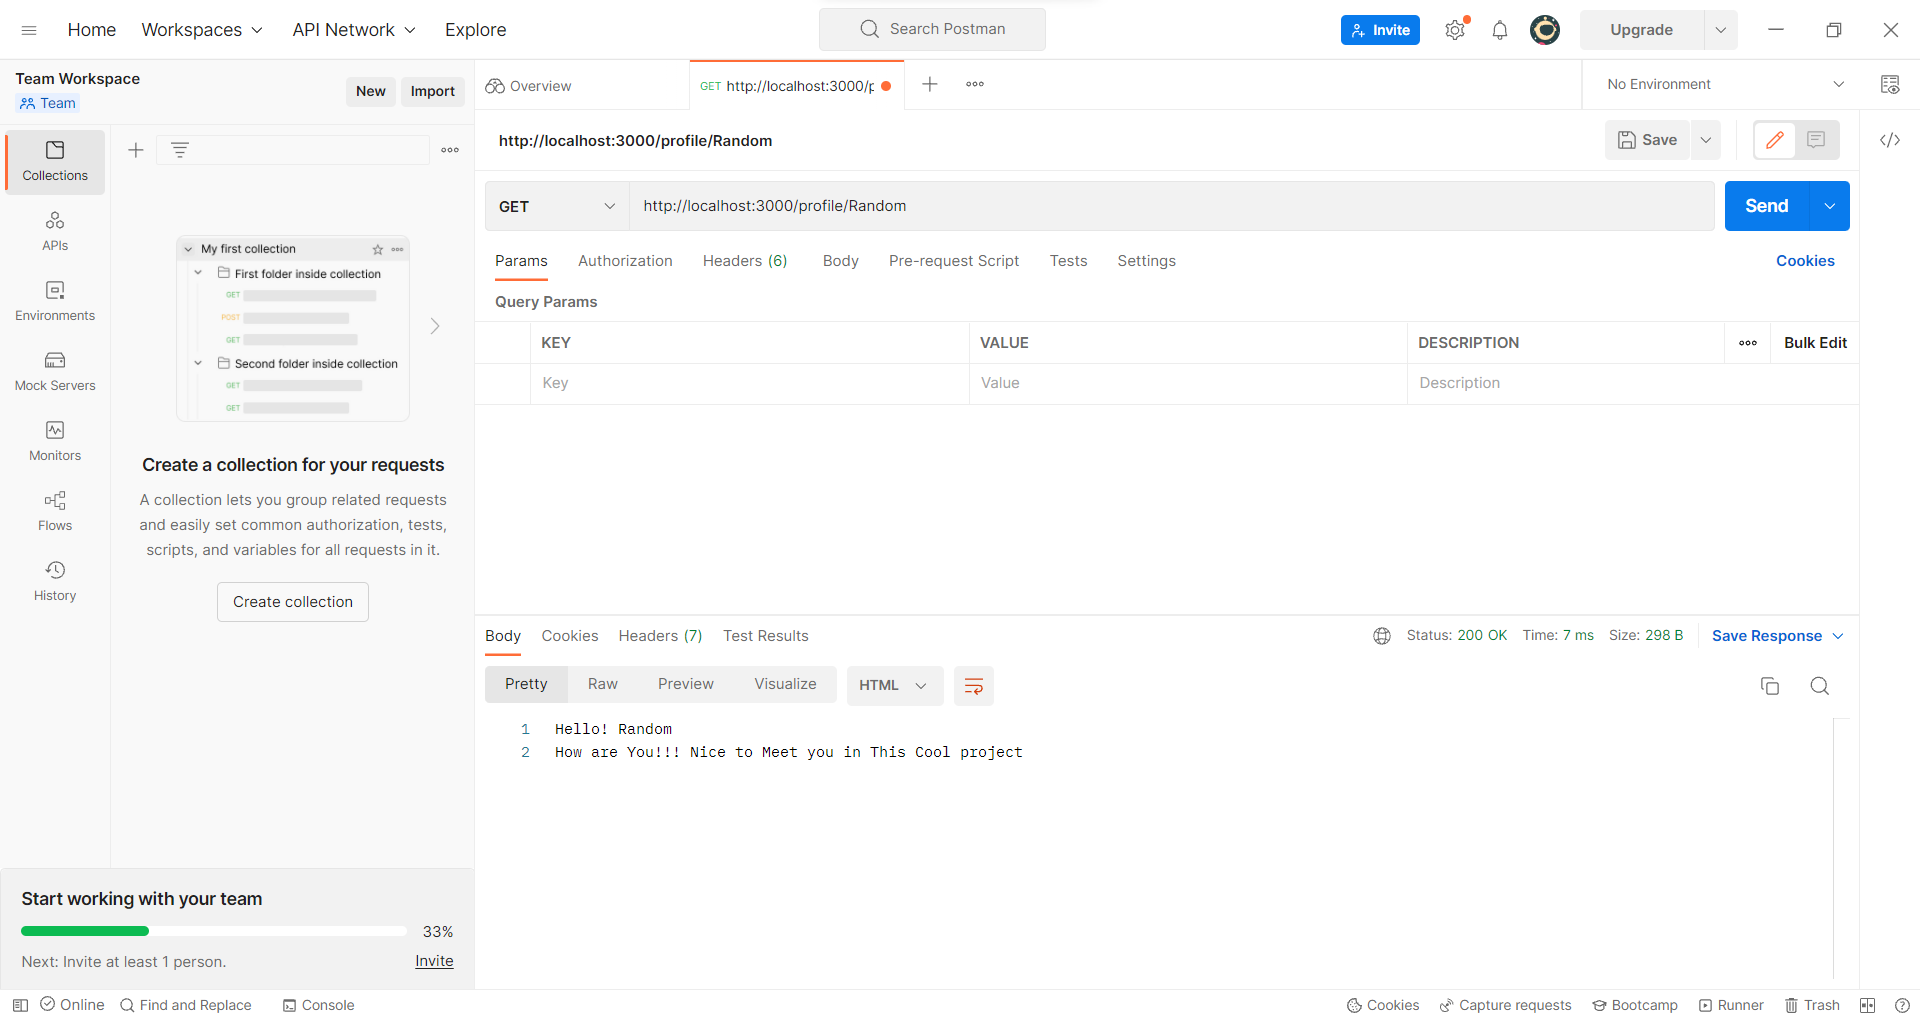 Home Workspaces API Network Explore Search Postman Invite Upgrade
Team Workspace
Team
New Import
Overview GET http://localhost:3000/p No Environment
Collections
APIs
Environments
Mock Servers
Monitors
Flows
History
My first collection
First folder inside collection
GET
POST
GET
Second folder inside collection
GET
GET
Create a collection for your requests
A collection lets you group related requests
and easily set common authorization, tests,
scripts, and variables for all requests in it.
Create collection
Start working with your team
33%
Next: Invite at least 1 person. Invite
http://localhost:3000/profile/Random Save
GET http://localhost:3000/profile/Random Send
Params Authorization Headers (6) Body Pre-request Script Tests Settings Cookies
Query Params
KEY VALUE DESCRIPTION Bulk Edit
Key Value Description
Body Cookies Headers (7) Test Results Status: 200 OK Time: 7 ms Size: 298 B Save Response
Pretty Raw Preview Visualize HTML
1 Hello! Random
2 How are You!!! Nice to Meet you in This Cool project
Online Find and Replace Console Cookies Capture requests Bootcamp Runner Trash